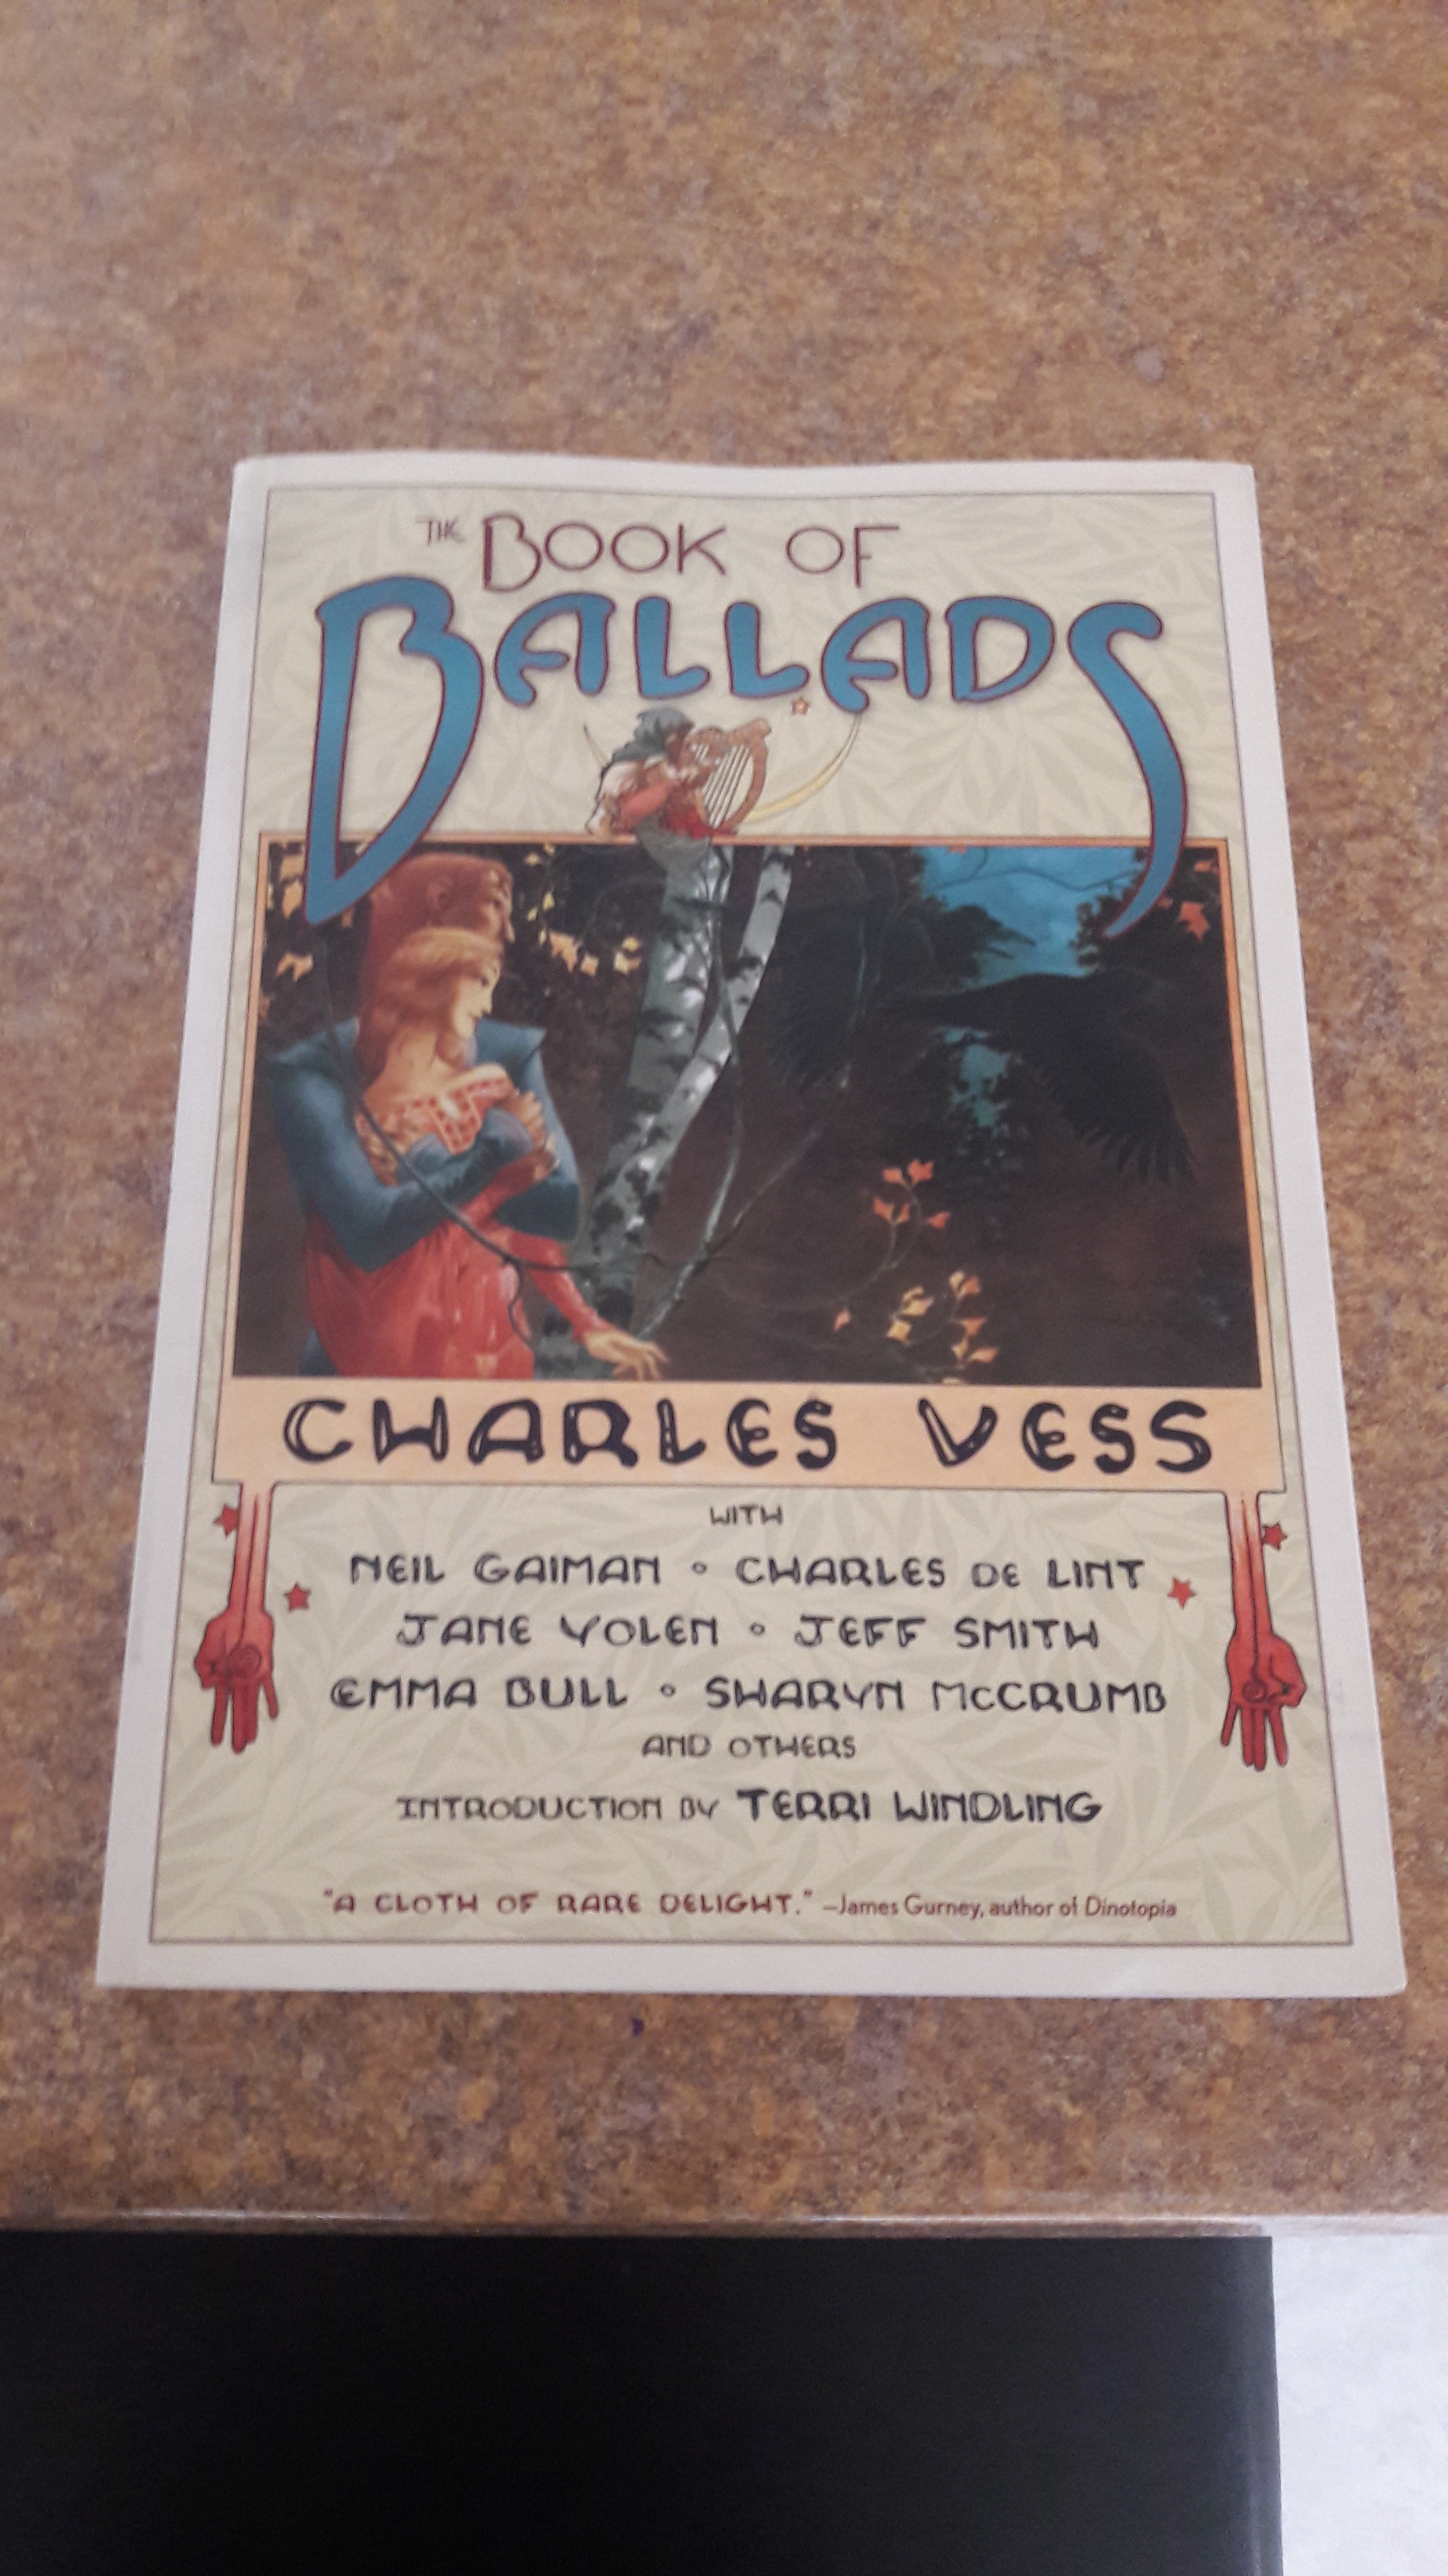 THE BOOK OF
BALLADS
CHARLES VESS
WITH
NEIL GAIMAN • CHARLES DE LINT
JANE YOLEN • JEFF SMITH
EMMA BULL • SHARYN McCRUMB
AND OTHERS
INTRODUCTION BY TERRI WINDLING
"A CLOTH OF RARE DELIGHT." —James Gurney, author of Dinotopia